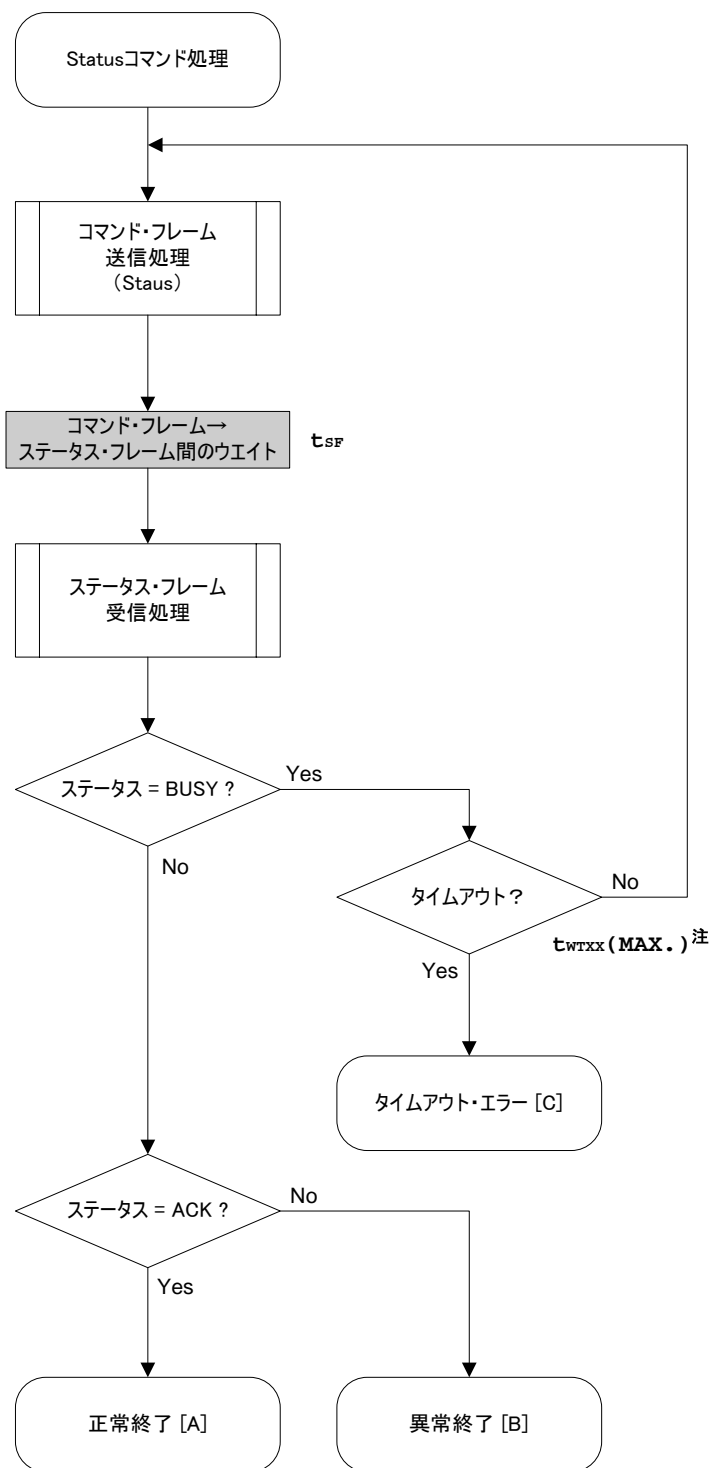 Statusコマンド処理
コマンド・フレーム
送信処理
（Staus）
コマンド・フレーム→
ステータス・フレーム間のウエイト
tSF
ステータス・フレーム
受信処理
ステータス = BUSY ?
Yes
No
タイムアウト？
No
tWTXX(MAX.)注
Yes
タイムアウト・エラー [C]
ステータス = ACK ?
No
Yes
正常終了 [A]
異常終了 [B]